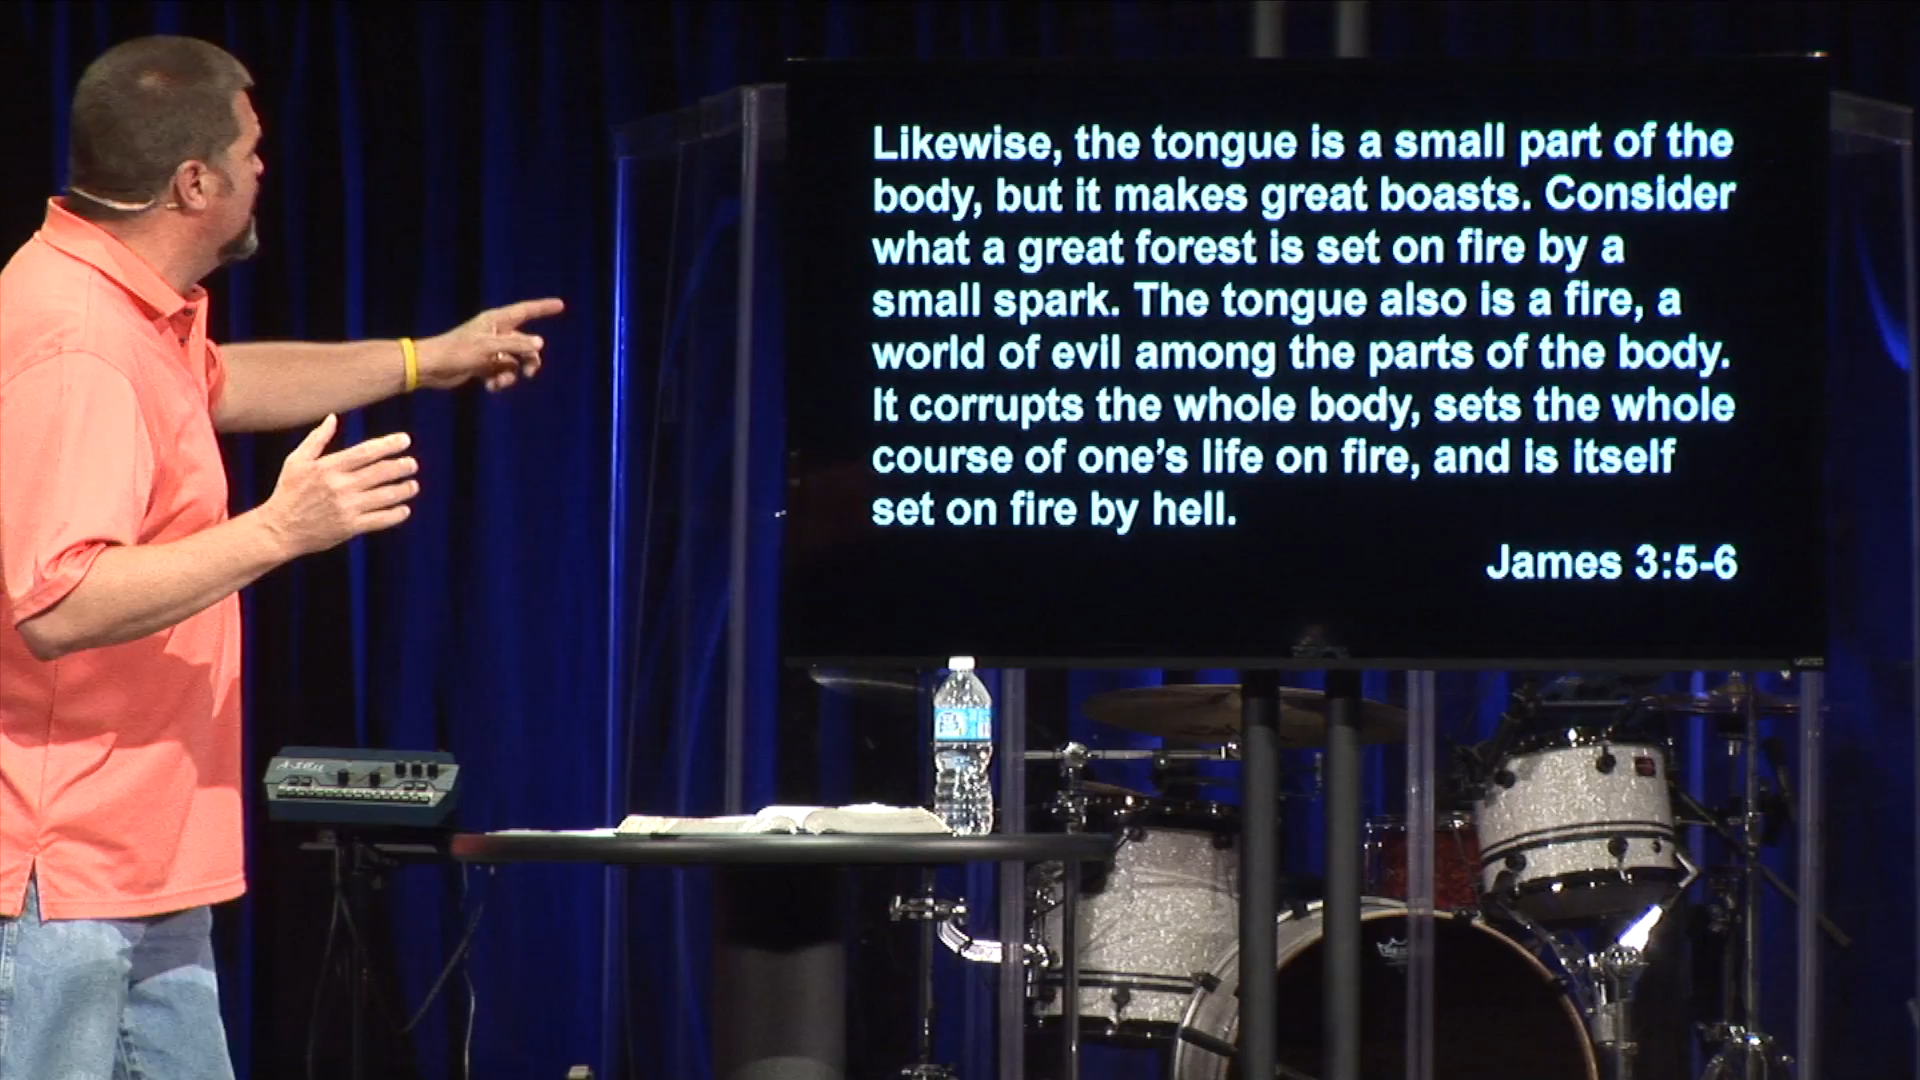 Likewise, the tongue is a small part of the
body, but it makes great boasts. Consider
what a great forest is set on fire by a
small spark. The tongue also is a fire, a
world of evil among the parts of the body.
It corrupts the whole body, sets the whole
course of one’s life on fire, and is itself
set on fire by hell.
James 3:5-6